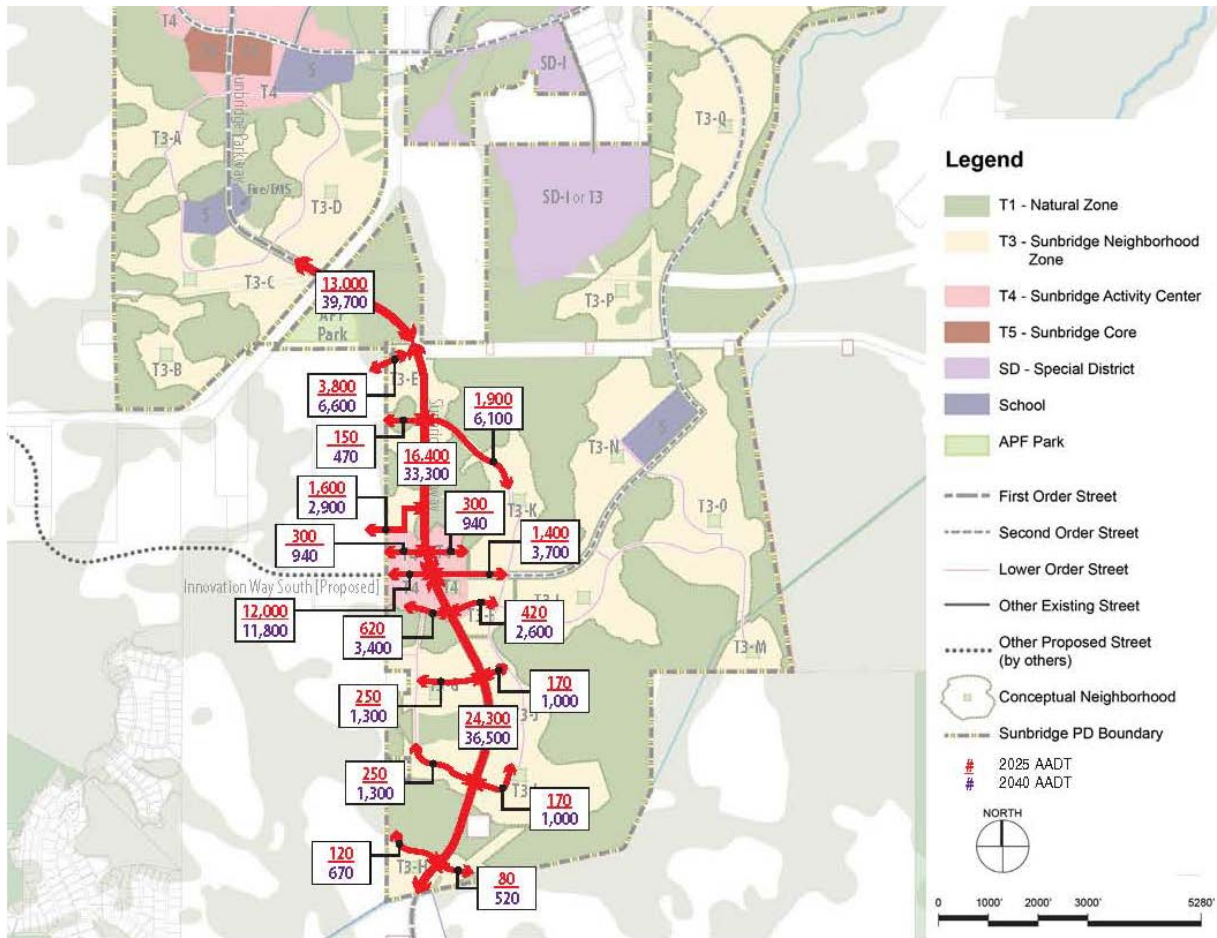 T4
SD-I
S
T4
Sunbridge Parkway
T3-A
T3-Q
Fire/EMS
S
T3-D
SD-I or T3
T3-C
T3-P
13,000
39,700
APF
Park
T3-B
T3-E
3,800
6,600
1,900
6,100
150
470
16,400
33,300
S
T3-N
1,600
2,900
300
940
T3-K
T3-O
300
940
1,400
3,700
Innovation Way South [Proposed]
T4
12,000
11,800
620
3,400
420
2,600
T3-M
250
1,300
170
1,000
24,300
36,500
250
1,300
170
1,000
120
670
T3-H
80
520
Legend
T1 - Natural Zone
T3 - Sunbridge Neighborhood
Zone
T4 - Sunbridge Activity Center
T5 - Sunbridge Core
SD - Special District
School
APF Park
First Order Street
Second Order Street
Lower Order Street
Other Existing Street
Other Proposed Street
(by others)
Conceptual Neighborhood
Sunbridge PD Boundary
# 2025 AADT
# 2040 AADT
NORTH
0 1000' 2000' 3000' 5280'